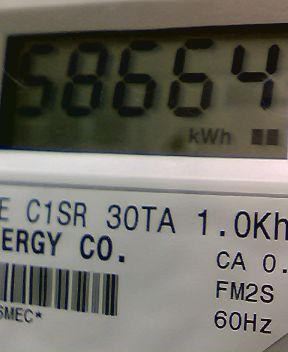 58664
kWh
E C1SR 30TA 1.0Kh
ERGY CO.
CA 0.
SMEC*
FM2S
60Hz